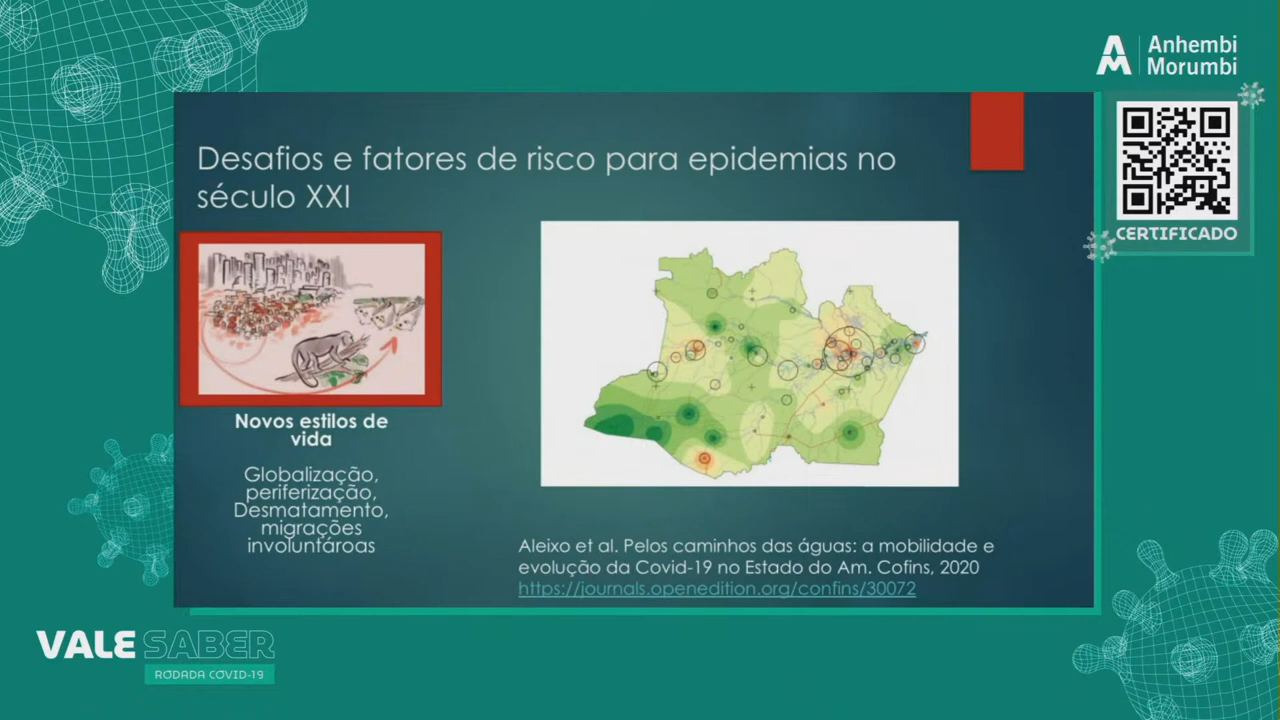 Anhembi
Morumbi
CERTIFICADO
Desafios e fatores de risco para epidemias no
século XXI
Novos estilos de
vida
Globalização,
periferização,
Desmatamento,
migrações
involuntároas
Aleixo et al. Pelos caminhos das águas: a mobilidade e
evolução da Covid-19 no Estado do Am. Cofins, 2020
https://journals.openedition.org/confins/30072
VALE SABER
RODADA COVID-19